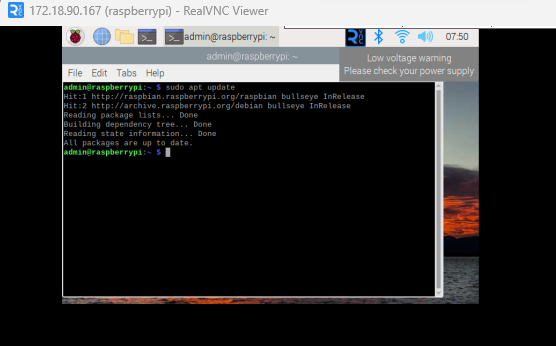 172.18.90.167 (raspberrypi) - RealVNC Viewer
admin@raspberrypi: ~
07:50
admin@raspberrypi: ~
Low voltage warning
Please check your power supply
File Edit Tabs Help
admin@raspberrypi:~ $ sudo apt update
Hit:1 http://raspbian.raspberrypi.org/raspbian bullseye InRelease
Hit:2 http://archive.raspberrypi.org/debian bullseye InRelease
Reading package lists... Done
Building dependency tree... Done
Reading state information... Done
All packages are up to date.
admin@raspberrypi:~ $